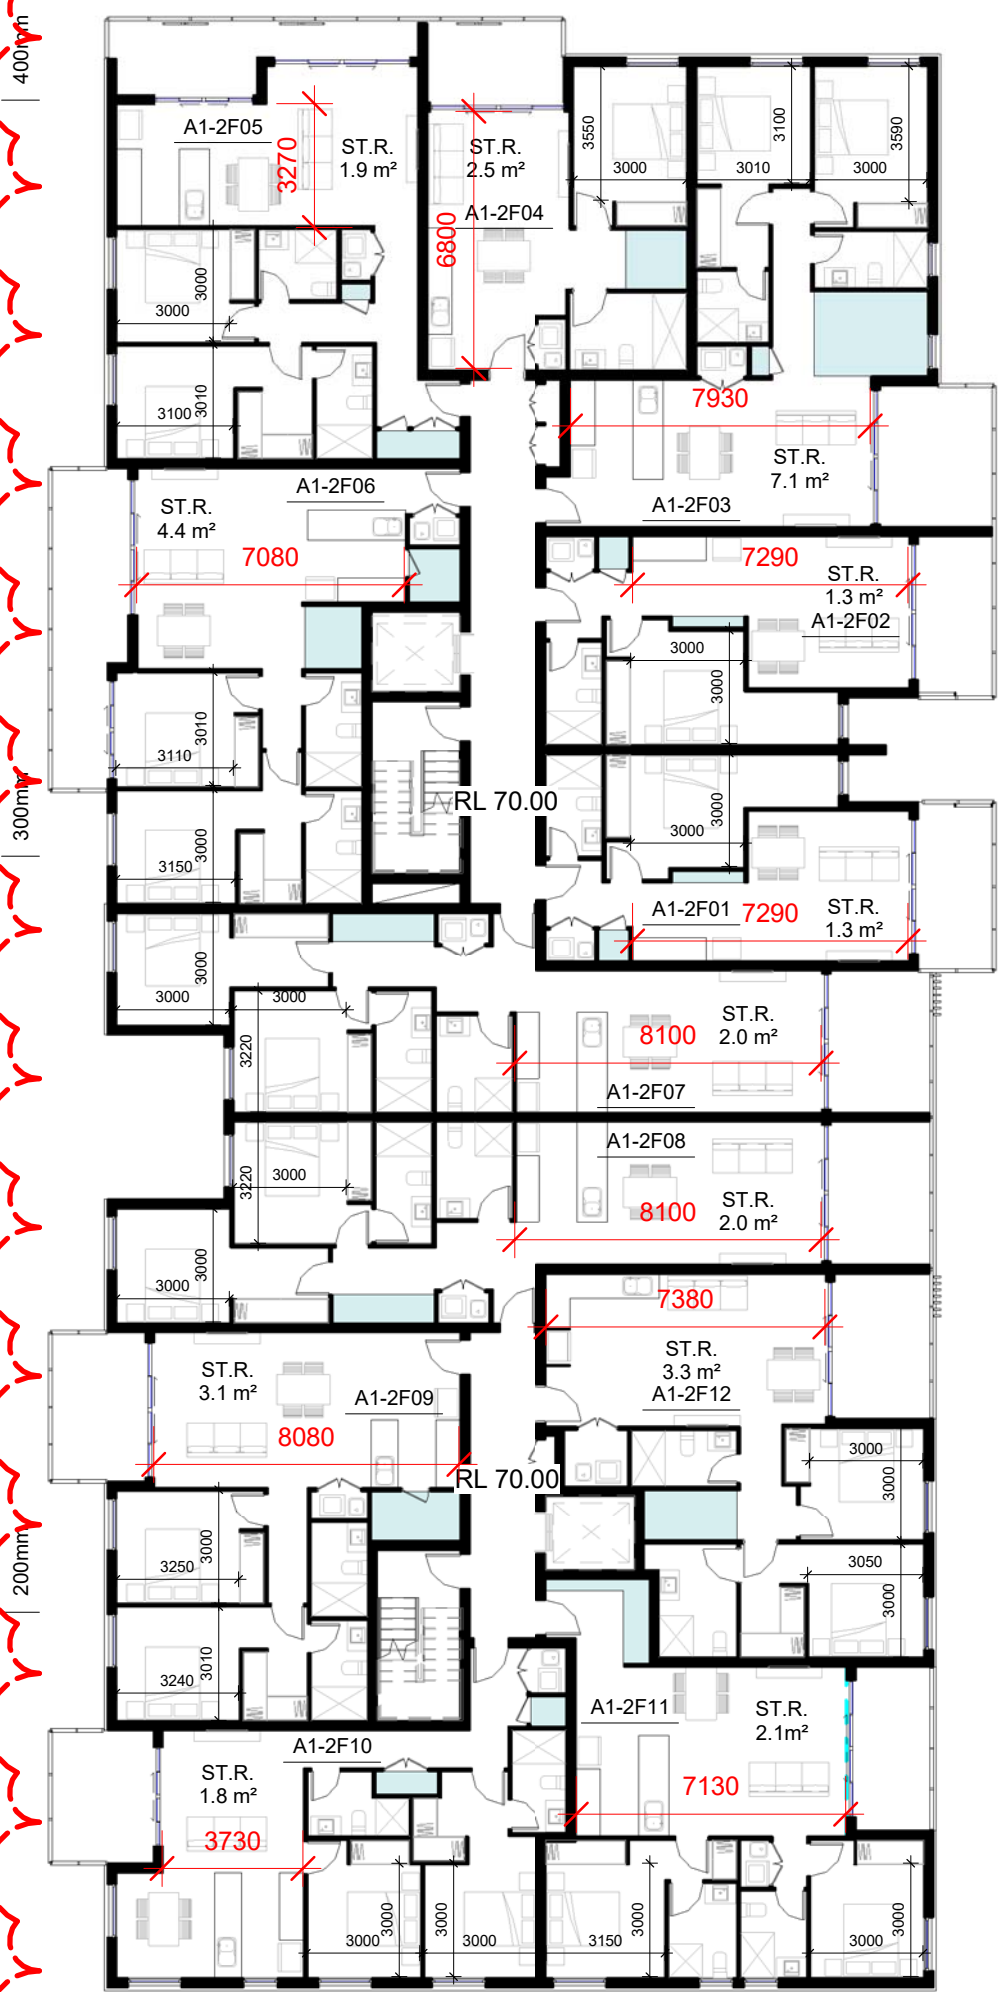 400mm
A1-2F05
3270
ST.R.
1.9 m²
ST.R.
2.5 m²
A1-2F04
6800
3550
3000
3100
3010
3590
3000
3000
3000
3100
3010
7930
ST.R.
7.1 m²
A1-2F03
A1-2F06
ST.R.
4.4 m²
7080
7290
ST.R.
1.3 m²
A1-2F02
3000
3000
3010
3110
300mm
RL 70.00
3000
3150
3000
3000
A1-2F01
7290
ST.R.
1.3 m²
3000
3000
3000
3220
ST.R.
2.0 m²
8100
A1-2F07
A1-2F08
3000
3220
8100
ST.R.
2.0 m²
3000
3000
7380
ST.R.
3.3 m²
A1-2F12
ST.R.
3.1 m²
A1-2F09
8080
RL 70.00
3000
3000
200mm
3000
3250
3050
3000
3010
3240
A1-2F11
ST.R.
2.1m²
7130
A1-2F10
ST.R.
1.8 m²
3730
3000
3000
3000
3000
3150
3000
3000
3000